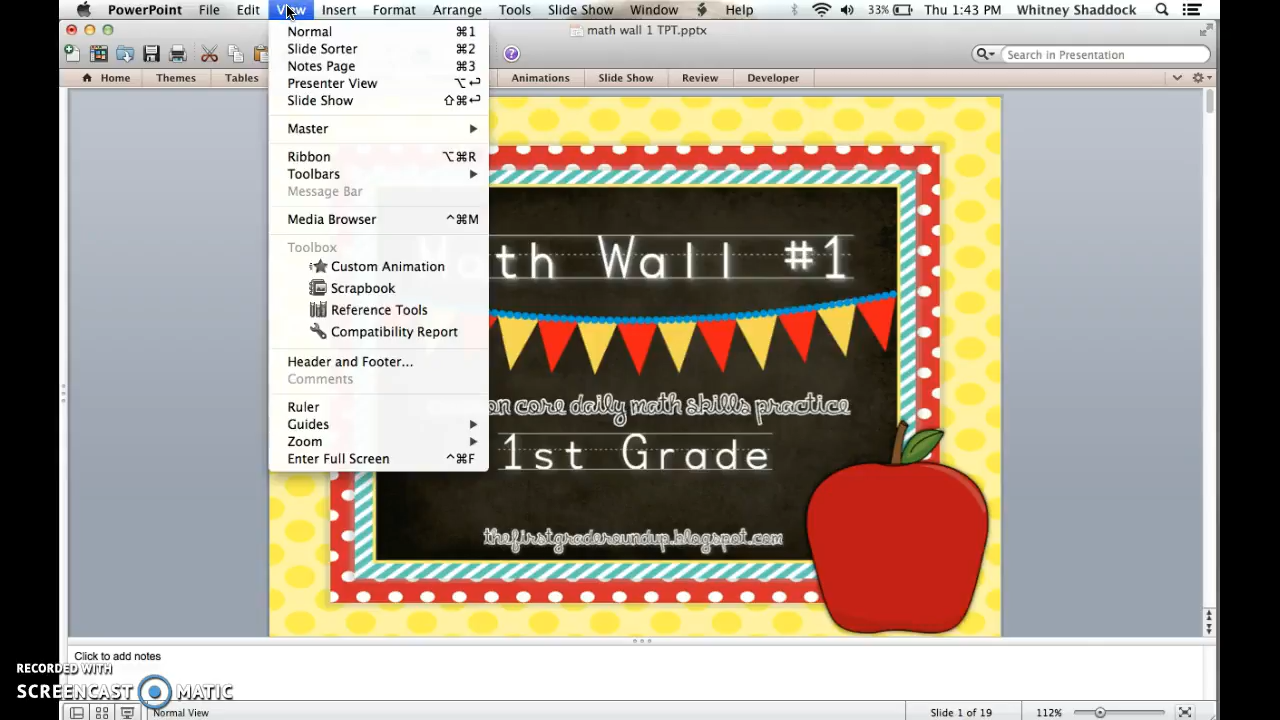 PowerPoint File Edit View Insert Format Arrange Tools Slide Show Window Help 33% Thu 1:43 PM Whitney Shaddock
math wall 1 TPT.pptx
Search in Presentation
Home Themes Tables Animations Slide Show Review Developer
Normal ⌘1
Slide Sorter ⌘2
Notes Page ⌘3
Presenter View ⌥↩
Slide Show ⇧⌘↩
Master
Ribbon ⌥⌘R
Toolbars
Message Bar
Media Browser ^⌘M
Toolbox
Custom Animation
Scrapbook
Reference Tools
Compatibility Report
Header and Footer...
Comments
Ruler
Guides
Zoom
Enter Full Screen ^⌘F
Math Wall #1
on core daily math skills practice
1st Grade
thefirstgraderoundup.blogspot.com
Click to add notes
RECORDED WITH
SCREENCAST MATIC
Normal View Slide 1 of 19 112%